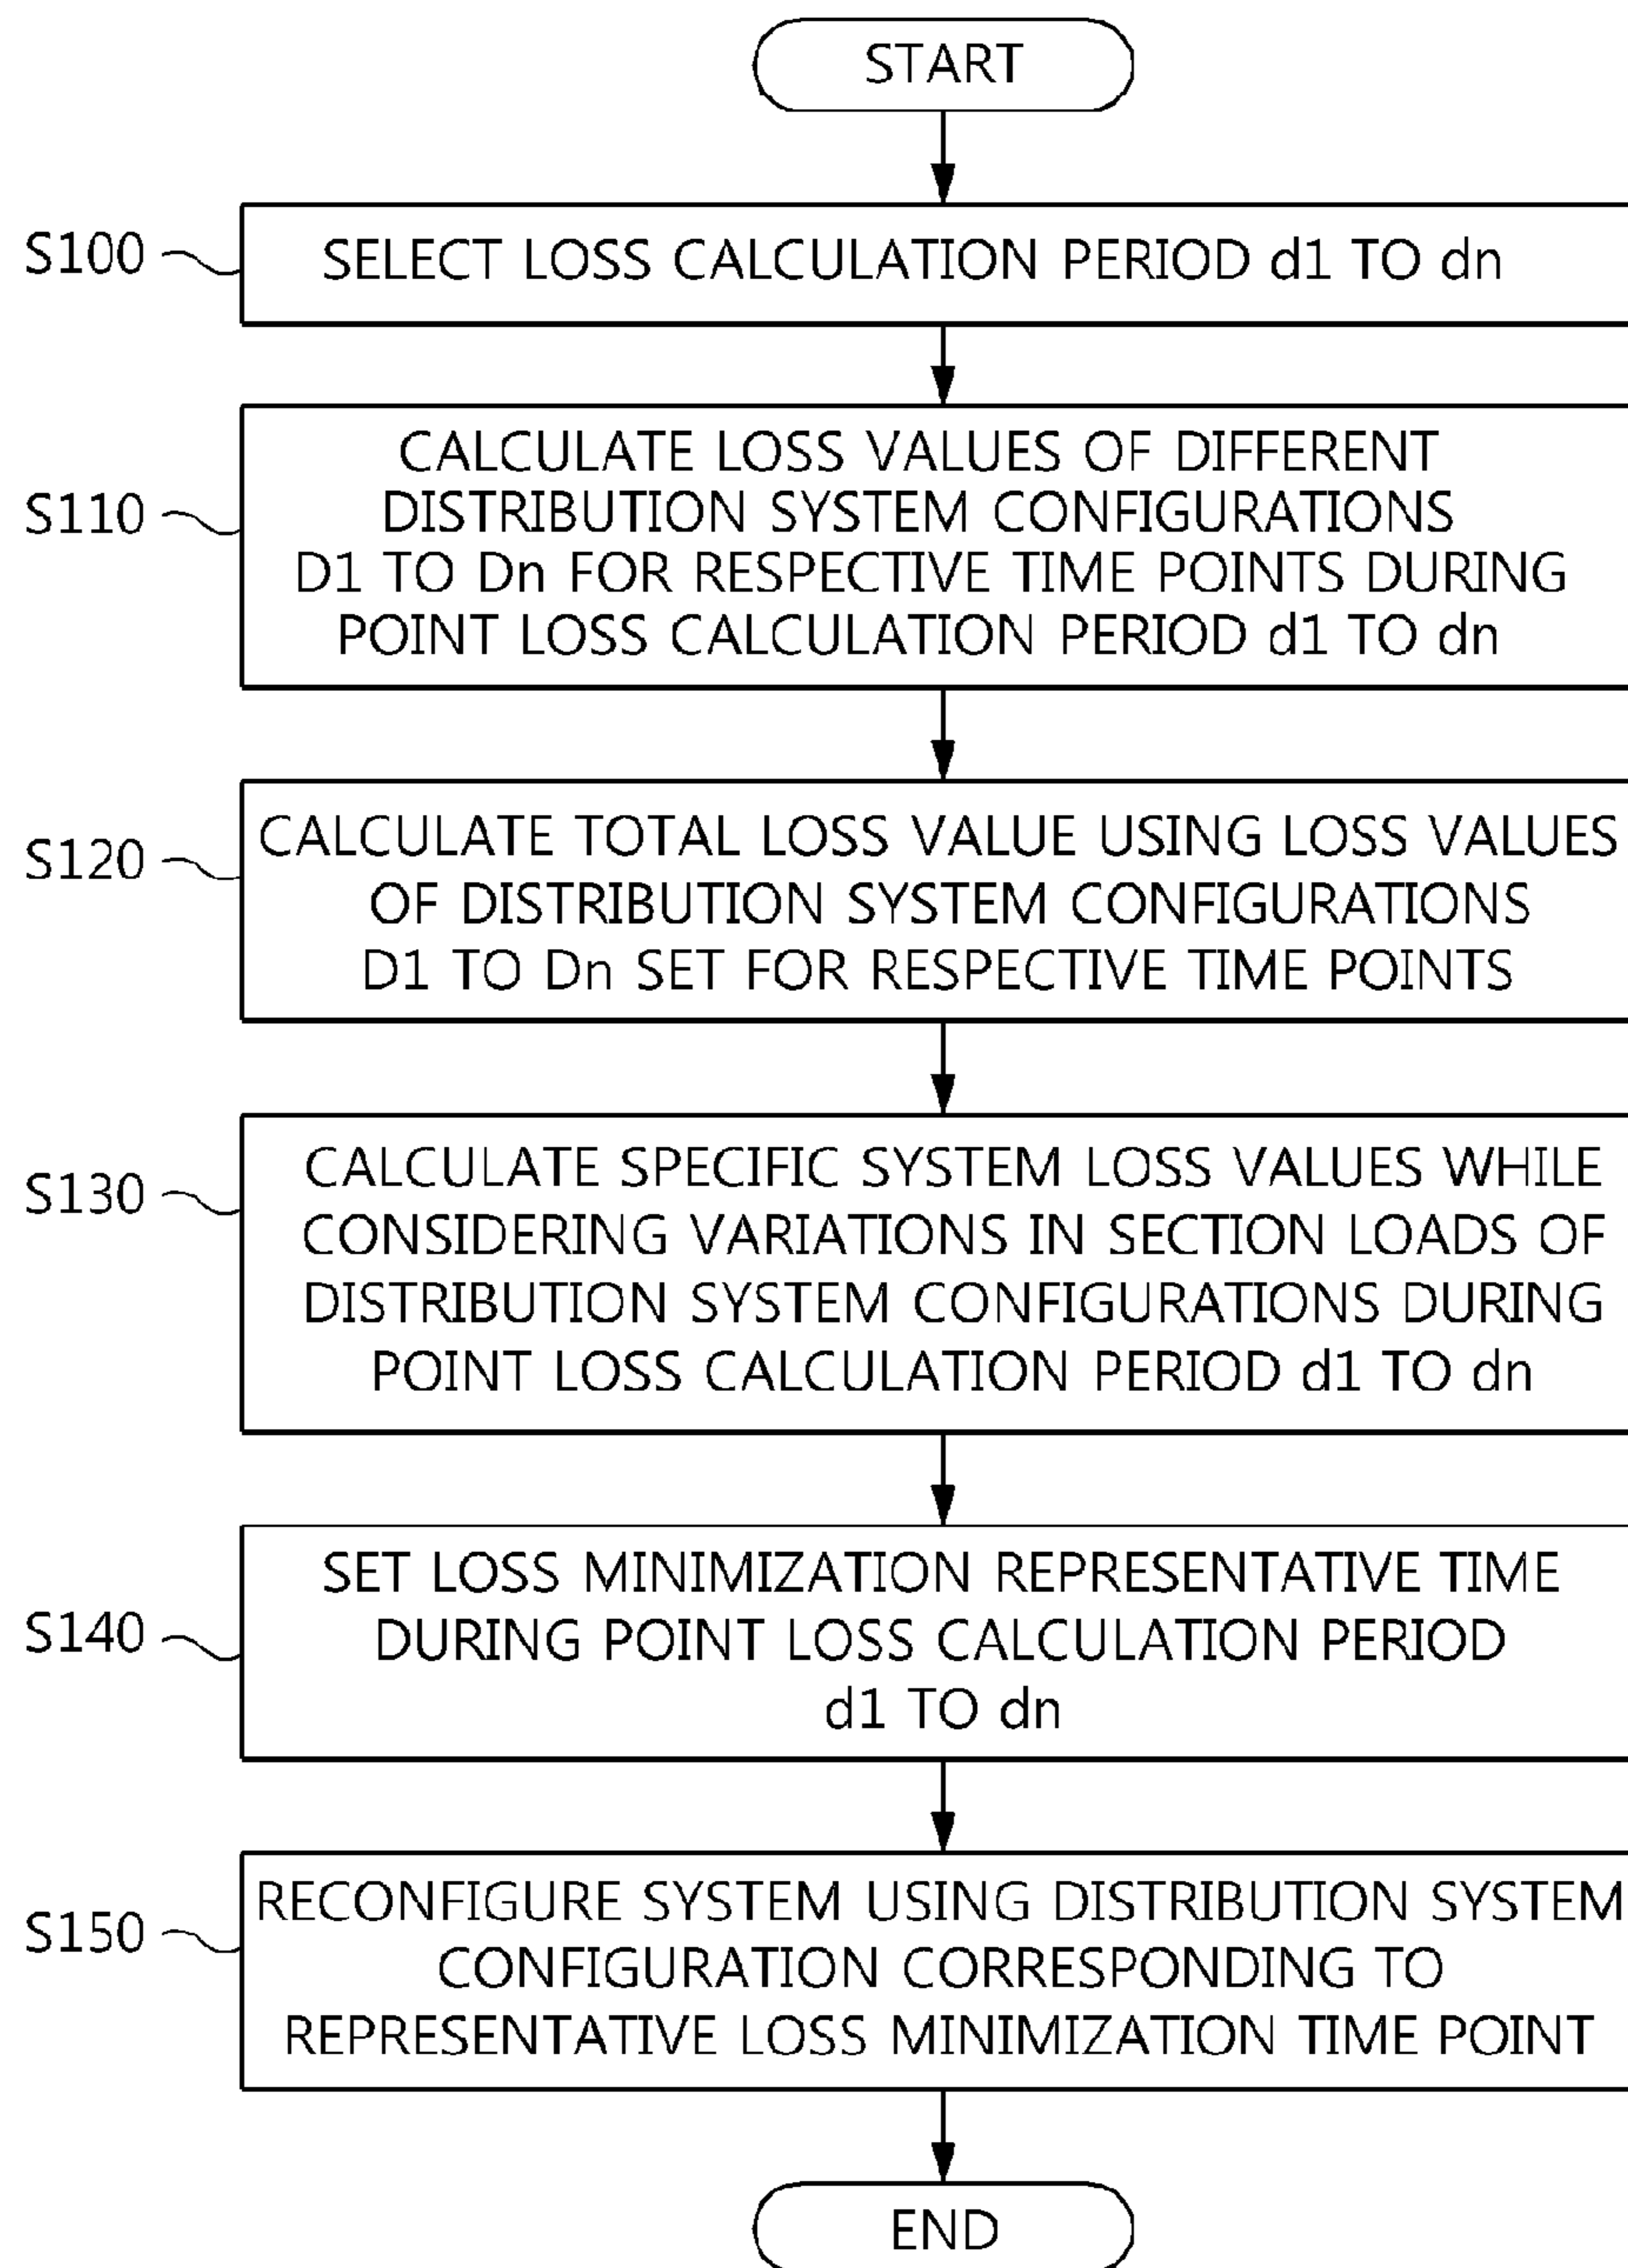 START
S100
SELECT LOSS CALCULATION PERIOD d1 TO dn
S110
CALCULATE LOSS VALUES OF DIFFERENT
DISTRIBUTION SYSTEM CONFIGURATIONS
D1 TO Dn FOR RESPECTIVE TIME POINTS DURING
POINT LOSS CALCULATION PERIOD d1 TO dn
S120
CALCULATE TOTAL LOSS VALUE USING LOSS VALUES
OF DISTRIBUTION SYSTEM CONFIGURATIONS
D1 TO Dn SET FOR RESPECTIVE TIME POINTS
S130
CALCULATE SPECIFIC SYSTEM LOSS VALUES WHILE
CONSIDERING VARIATIONS IN SECTION LOADS OF
DISTRIBUTION SYSTEM CONFIGURATIONS DURING
POINT LOSS CALCULATION PERIOD d1 TO dn
S140
SET LOSS MINIMIZATION REPRESENTATIVE TIME
DURING POINT LOSS CALCULATION PERIOD
d1 TO dn
S150
RECONFIGURE SYSTEM USING DISTRIBUTION SYSTEM
CONFIGURATION CORRESPONDING TO
REPRESENTATIVE LOSS MINIMIZATION TIME POINT
END